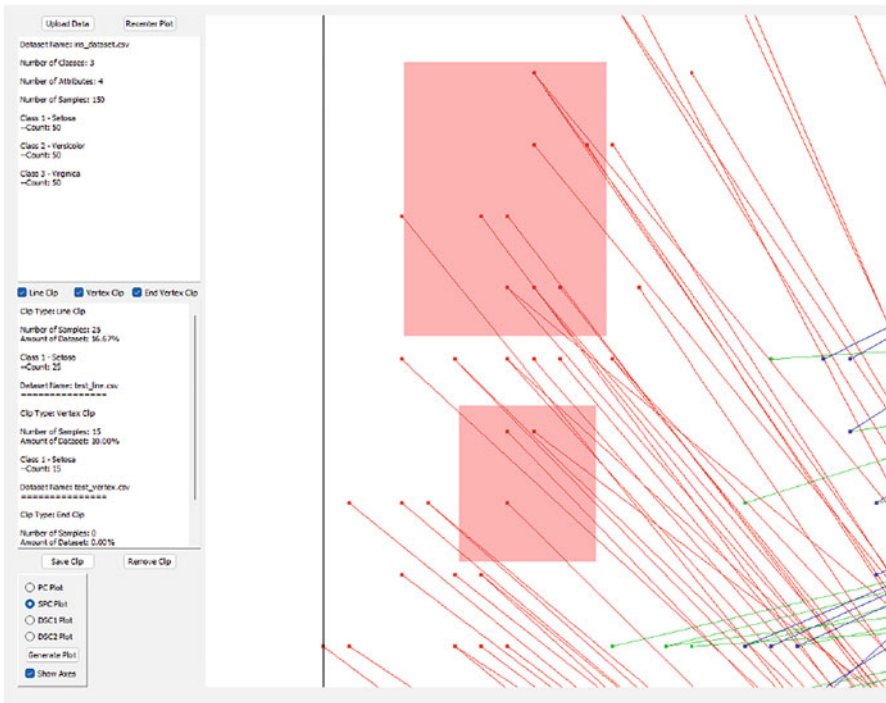 Upload Data
Recenter Plot
Dataset Name: iris_dataset.csv
Number of Classes: 3
Number of Attributes: 4
Number of Samples: 150
Class 1 - Setosa
--Count: 50
Class 2 - Versicolor
--Count: 50
Class 3 - Virginica
--Count: 50
Line Clip
Vertex Clip
End Vertex Clip
Clip Type: Line Clip
Number of Samples: 25
Amount of Dataset: 16.67%
Class 1 - Setosa
--Count: 25
Dataset Name: test_line.csv
===============
Clip Type: Vertex Clip
Number of Samples: 15
Amount of Dataset: 10.00%
Class 1 - Setosa
--Count: 15
Dataset Name: test_vertex.csv
===============
Clip Type: End Clip
Number of Samples: 0
Amount of Dataset: 0.00%
Save Clip
Remove Clip
PC Plot
SPC Plot
DSC1 Plot
DSC2 Plot
Generate Plot
Show Axes